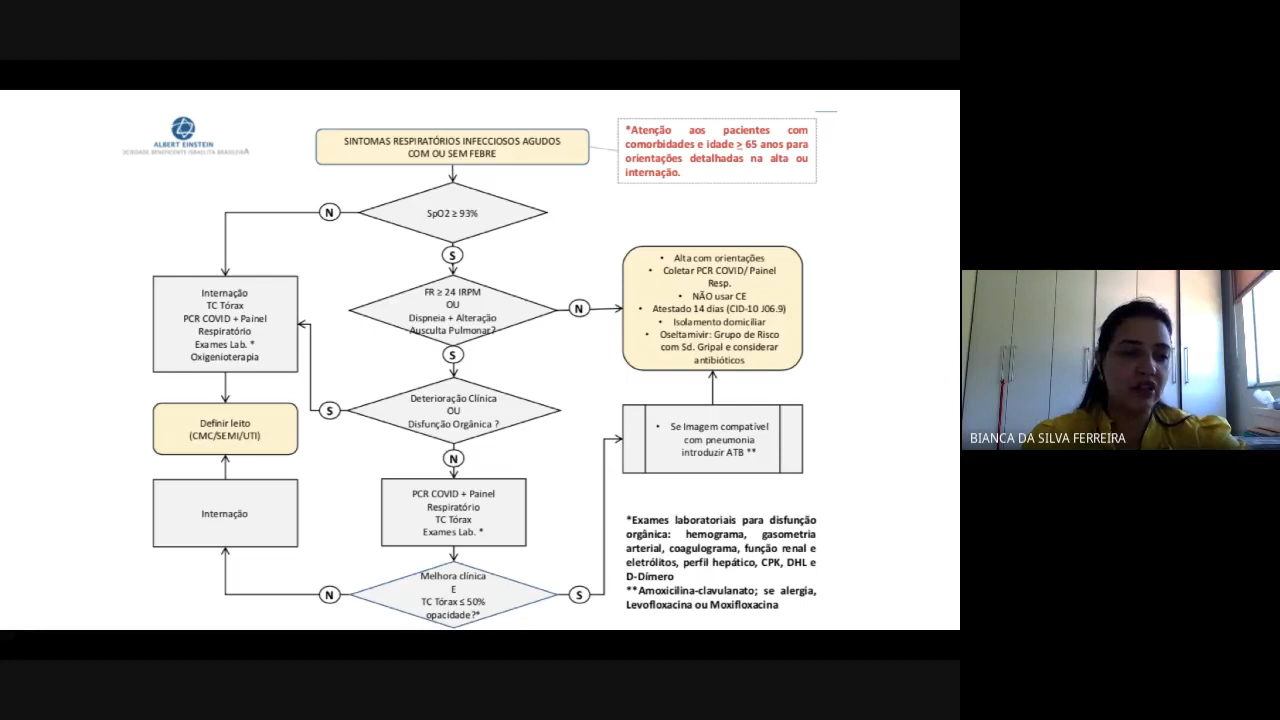 ALBERT EINSTEIN
SOCIEDADE BENEFICENTE ISRAELITA BRASILEIRA
SINTOMAS RESPIRATÓRIOS INFECCIOSOS AGUDOS
COM OU SEM FEBRE
*Atenção aos pacientes com
comorbidades e idade ≥ 65 anos para
orientações detalhadas na alta ou
internação.
N
SpO2 ≥ 93%
S
Internação
TC Tórax
PCR COVID + Painel
Respiratório
Exames Lab. *
Oxigenioterapia
FR ≥ 24 IRPM
OU
Dispneia + Alteração
Ausculta Pulmonar?
N
• Alta com orientações
• Coletar PCR COVID/ Painel
Resp.
• NÃO usar CE
• Atestado 14 dias (CID-10 J06.9)
• Isolamento domiciliar
• Oseltamivir: Grupo de Risco
com Sd. Gripal e considerar
antibióticos
S
S
Deterioração Clínica
OU
Disfunção Orgânica ?
Definir leito
(CMC/SEMI/UTI)
• Se Imagem compatível
com pneumonia
introduzir ATB **
BIANCA DA SILVA FERREIRA
N
Internação
PCR COVID + Painel
Respiratório
TC Tórax
Exames Lab. *
*Exames laboratoriais para disfunção
orgânica: hemograma, gasometria
arterial, coagulograma, função renal e
eletrólitos, perfil hepático, CPK, DHL e
D-Dímero
**Amoxicilina-clavulanato; se alergia,
Levofloxacina ou Moxifloxacina
N
Melhora clínica
E
TC Tórax ≤ 50%
opacidade?*
S